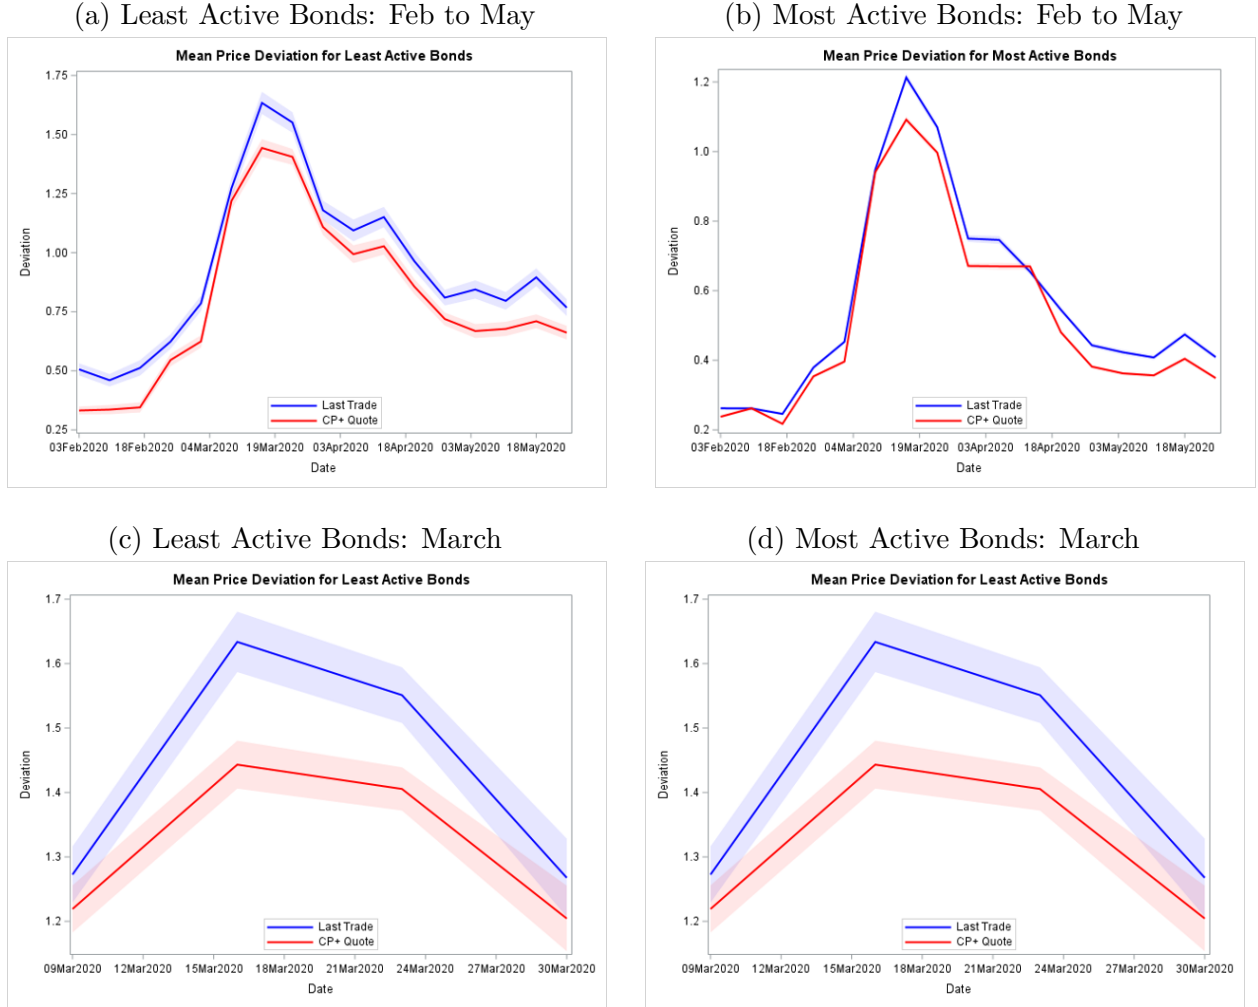 (a) Least Active Bonds: Feb to May
Mean Price Deviation for Least Active Bonds
1.75
1.50
1.25
1.00
0.75
0.50
0.25
Deviation
Last Trade
CP+ Quote
03Feb2020 18Feb2020 04Mar2020 19Mar2020 03Apr2020 18Apr2020 03May2020 18May2020
Date
(b) Most Active Bonds: Feb to May
Mean Price Deviation for Most Active Bonds
1.2
1.0
0.8
0.6
0.4
0.2
Deviation
Last Trade
CP+ Quote
03Feb2020 18Feb2020 04Mar2020 19Mar2020 03Apr2020 18Apr2020 03May2020 18May2020
Date
(c) Least Active Bonds: March
Mean Price Deviation for Least Active Bonds
1.7
1.6
1.5
1.4
1.3
1.2
Deviation
Last Trade
CP+ Quote
09Mar2020 12Mar2020 15Mar2020 18Mar2020 21Mar2020 24Mar2020 27Mar2020 30Mar2020
Date
(d) Most Active Bonds: March
Mean Price Deviation for Least Active Bonds
1.7
1.6
1.5
1.4
1.3
1.2
Deviation
Last Trade
CP+ Quote
09Mar2020 12Mar2020 15Mar2020 18Mar2020 21Mar2020 24Mar2020 27Mar2020 30Mar2020
Date